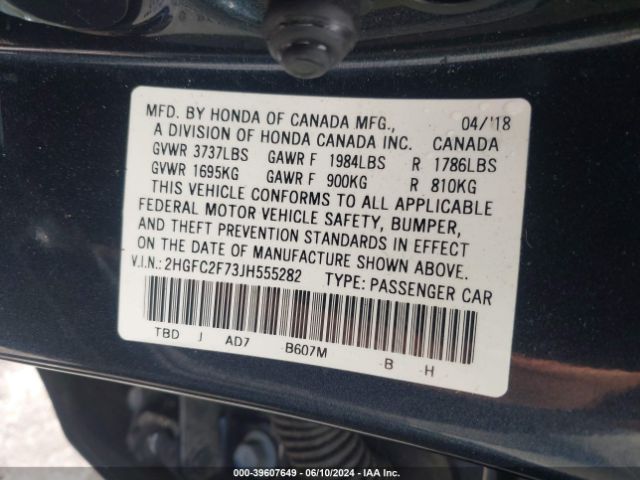 MFD. BY HONDA OF CANADA MFG., 04/'18
A DIVISION OF HONDA CANADA INC. CANADA
GVWR 3737LBS GAWR F 1984LBS R 1786LBS
GVWR 1695KG GAWR F 900KG R 810KG
THIS VEHICLE CONFORMS TO ALL APPLICABLE
FEDERAL MOTOR VEHICLE SAFETY, BUMPER,
AND THEFT PREVENTION STANDARDS IN EFFECT
ON THE DATE OF MANUFACTURE SHOWN ABOVE.
V.I.N.: 2HGFC2F73JH555282 TYPE: PASSENGER CAR
TBD J AD7 B607M B H
000-39607649 - 06/10/2024 - IAA Inc.